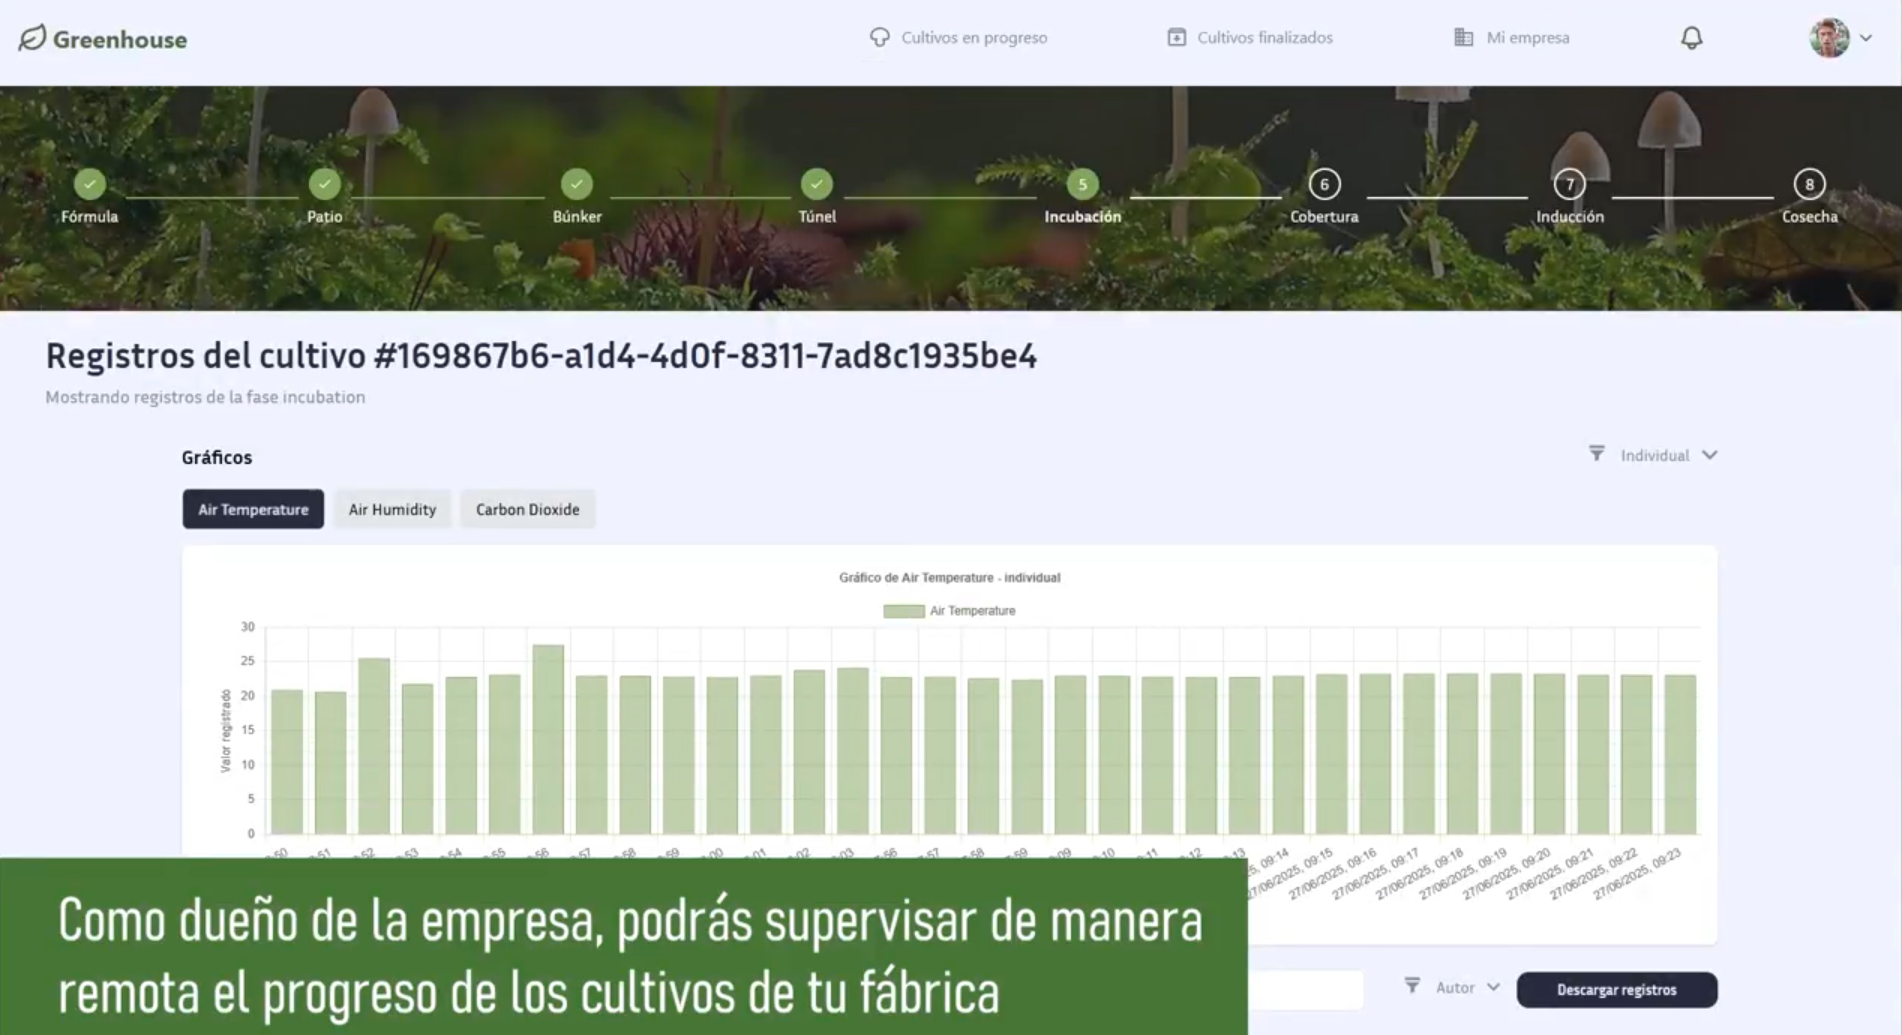 Greenhouse
Cultivos en progreso
Cultivos finalizados
Mi empresa
5
6
7
8
Fórmula
Patio
Búnker
Túnel
Incubación
Cobertura
Inducción
Cosecha
Registros del cultivo #169867b6-a1d4-4d0f-8311-7ad8c1935be4
Mostrando registros de la fase incubation
Gráficos
Individual
Air Temperature
Air Humidity
Carbon Dioxide
Gráfico de Air Temperature - individual
Air Temperature
Valor registrado
30
25
20
15
10
5
0
27/06/2025, 09:15
27/06/2025, 09:16
27/06/2025, 09:17
27/06/2025, 09:18
27/06/2025, 09:19
27/06/2025, 09:20
27/06/2025, 09:21
27/06/2025, 09:22
27/06/2025, 09:23
Como dueño de la empresa, podrás supervisar de manera
remota el progreso de los cultivos de tu fábrica
Autor
Descargar registros